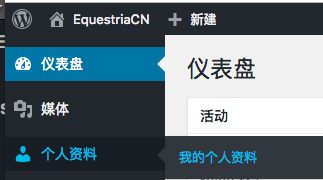 EquestriaCN 新建
仪表盘
仪表盘
媒体
活动
个人资料
我的个人资料